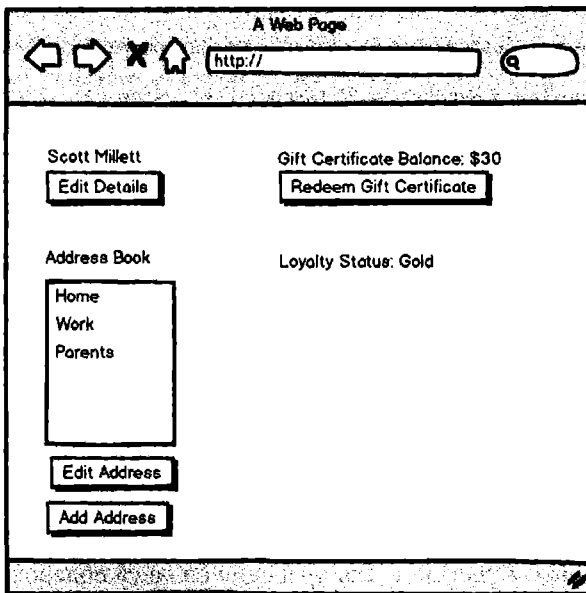 A Web Page
http://
Scott Millett
Edit Details
Gift Certificate Balance: $30
Redeem Gift Certificate
Address Book
Home
Work
Parents
Edit Address
Add Address
Loyalty Status: Gold